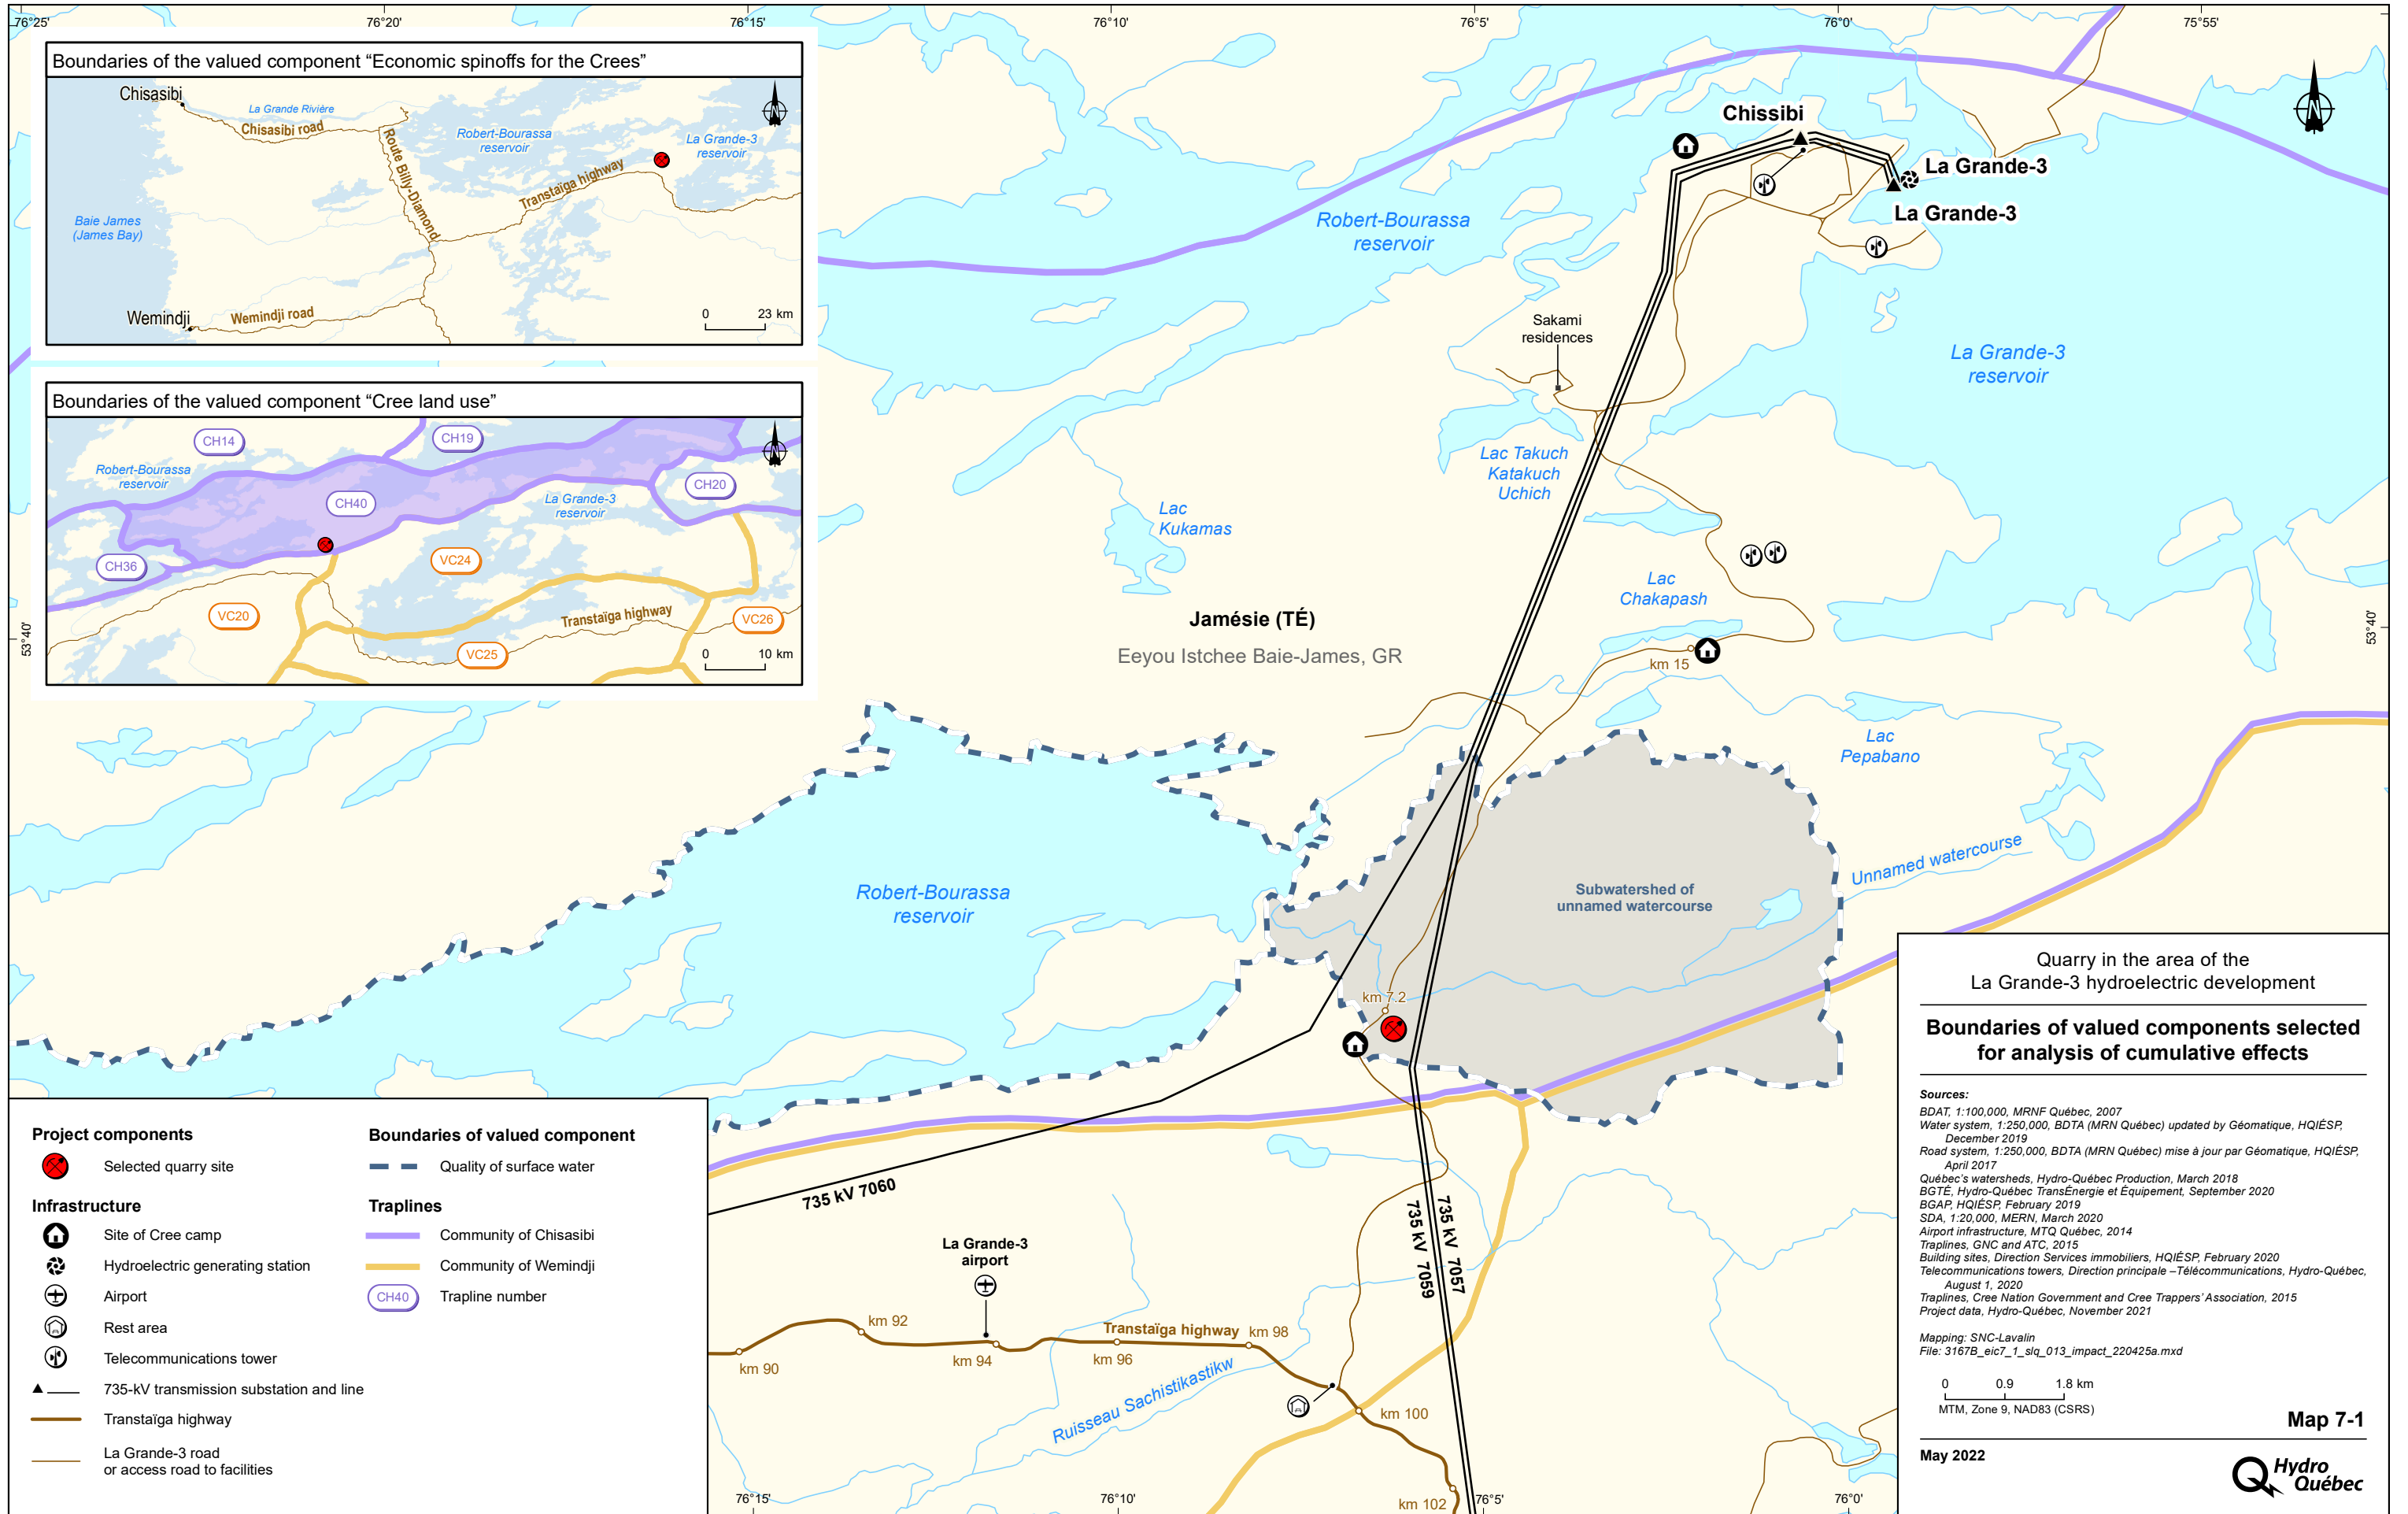 76°25'
76°20'
76°15'
76°10'
76°5'
76°0'
75°55'
Boundaries of the valued component “Economic spinoffs for the Crees”
Chisasibi
La Grande Rivière
Chisasibi road
Route Billy-Diamond
Robert-Bourassa
reservoir
La Grande-3
reservoir
Transtaïga highway
Baie James
(James Bay)
Wemindji
Wemindji road
0 23 km
Boundaries of the valued component “Cree land use”
CH14
CH19
Robert-Bourassa
reservoir
CH40
La Grande-3
reservoir
CH20
CH36
VC24
VC20
Transtaïga highway
VC26
VC25
0 10 km
Chissibi
La Grande-3
La Grande-3
Robert-Bourassa
reservoir
Sakami
residences
La Grande-3
reservoir
Lac Takuch
Katakuch
Uchich
Lac
Kukamas
Lac
Chakapash
Jamésie (TÉ)
Eeyou Istchee Baie-James, GR
53°40'
53°40'
km 15
Lac
Pepabano
Unnamed watercourse
Subwatershed of
unnamed watercourse
Robert-Bourassa
reservoir
km 7.2
735 kV 7060
735 kV 7059
735 kV 7057
La Grande-3
airport
km 90
km 92
km 94
km 96
Transtaïga highway
km 98
km 100
km 102
Ruisseau Sachistikastikw
76°15'
76°10'
76°5'
76°0'
Project components
Selected quarry site
Infrastructure
Site of Cree camp
Hydroelectric generating station
Airport
Rest area
Telecommunications tower
735-kV transmission substation and line
Transtaïga highway
La Grande-3 road
or access road to facilities
Boundaries of valued component
Quality of surface water
Traplines
Community of Chisasibi
Community of Wemindji
CH40 Trapline number
Quarry in the area of the
La Grande-3 hydroelectric development
Boundaries of valued components selected
for analysis of cumulative effects
Sources:
BDAT, 1:100,000, MRNF Québec, 2007
Water system, 1:250,000, BDTA (MRN Québec) updated by Géomatique, HQIÉSP,
December 2019
Road system, 1:250,000, BDTA (MRN Québec) mise à jour par Géomatique, HQIÉSP,
April 2017
Québec's watersheds, Hydro-Québec Production, March 2018
BGTÉ, Hydro-Québec TransÉnergie et Équipement, September 2020
BGAP, HQIÉSP, February 2019
SDA, 1:20,000, MERN, March 2020
Airport infrastructure, MTQ Québec, 2014
Traplines, GNC and ATC, 2015
Building sites, Direction Services immobiliers, HQIÉSP, February 2020
Telecommunications towers, Direction principale –Télécommunications, Hydro-Québec,
August 1, 2020
Traplines, Cree Nation Government and Cree Trappers' Association, 2015
Project data, Hydro-Québec, November 2021
Mapping: SNC-Lavalin
File: 3167B_eic7_1_slq_013_impact_220425a.mxd
0 0.9 1.8 km
MTM, Zone 9, NAD83 (CSRS)
Map 7-1
May 2022
Hydro
Québec